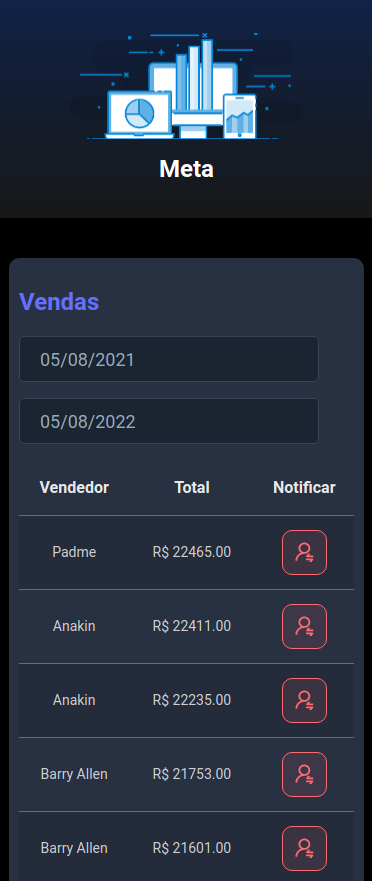 Meta
Vendas
05/08/2021
05/08/2022
Vendedor Total Notificar
Padme R$ 22465.00
Anakin R$ 22411.00
Anakin R$ 22235.00
Barry Allen R$ 21753.00
Barry Allen R$ 21601.00